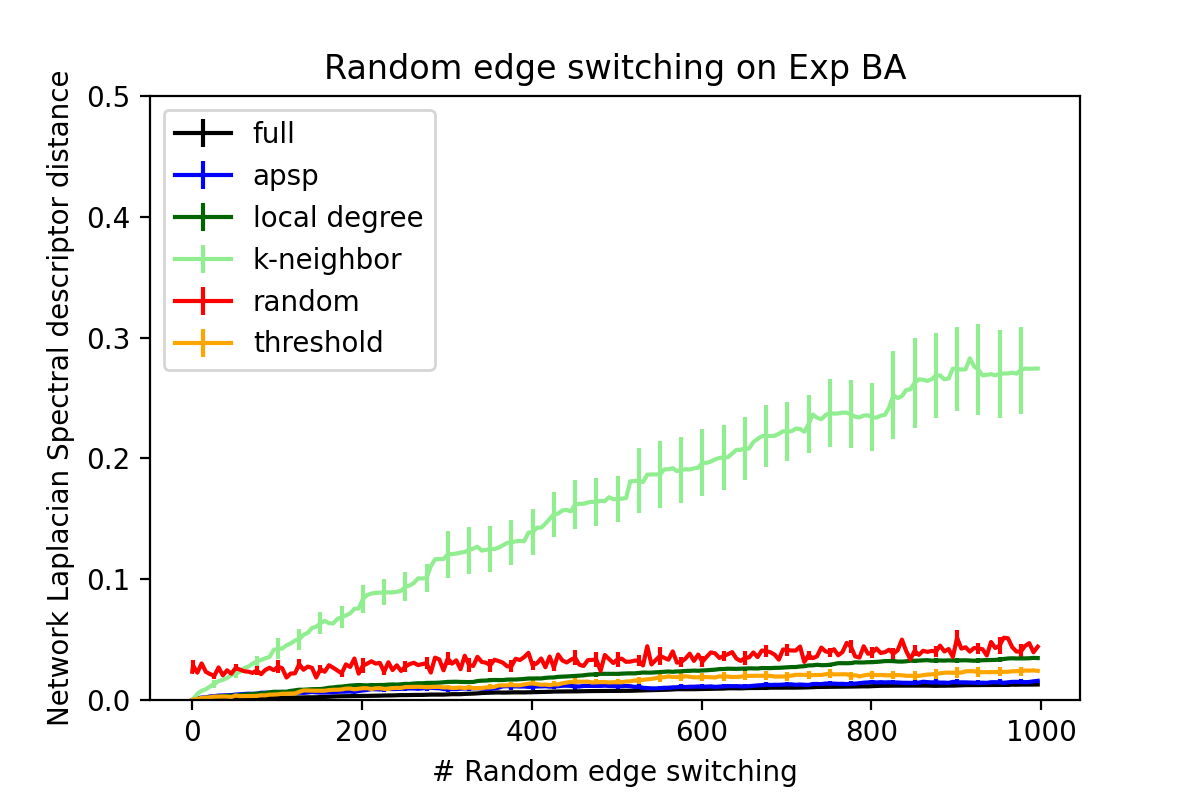 Random edge switching on Exp BA
Network Laplacian Spectral descriptor distance
0.5
0.4
0.3
0.2
0.1
0.0
full
apsp
local degree
k-neighbor
random
threshold
0 200 400 600 800 1000
# Random edge switching